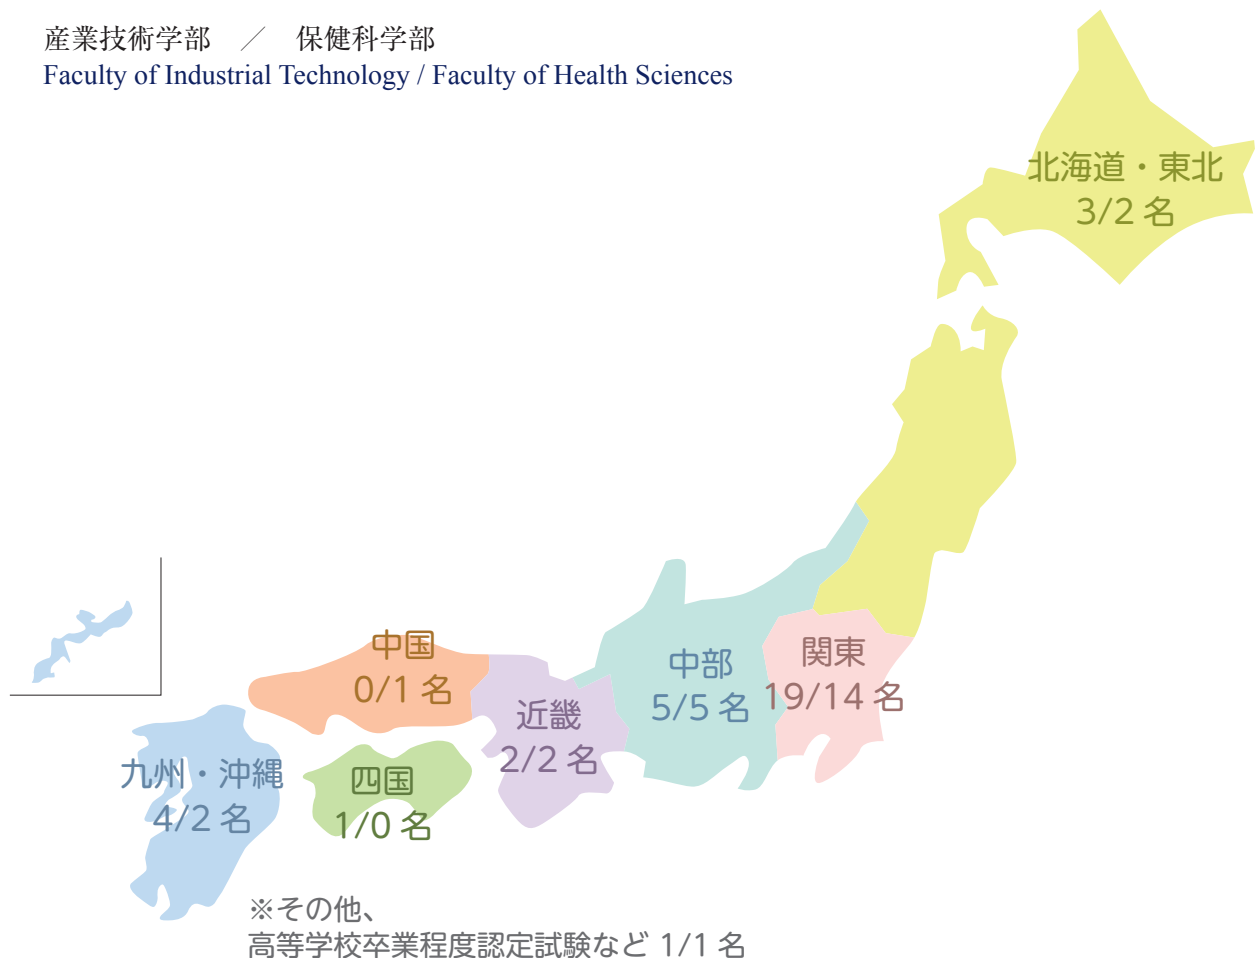 産業技術学部 ／ 保健科学部
Faculty of Industrial Technology / Faculty of Health Sciences
北海道・東北
3/2 名
中国
0/1 名
関東
19/14 名
中部
5/5 名
近畿
2/2 名
九州・沖縄
4/2 名
四国
1/0 名
※その他、
高等学校卒業程度認定試験など 1/1 名